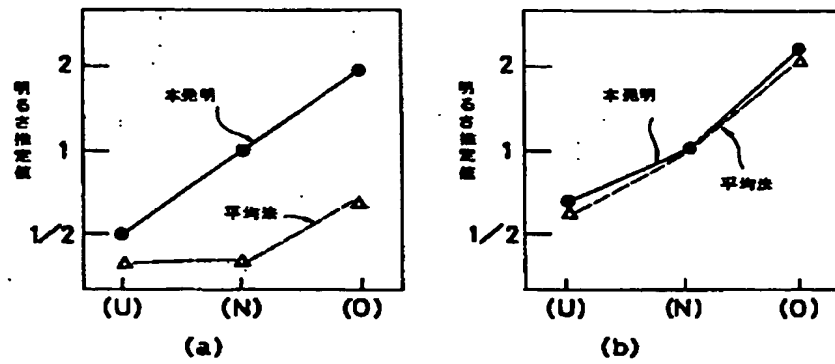 明るさ推定値
2
1
1/2
本発明
平均法
(U) (N) (O)
(a)
明るさ推定値
2
1
1/2
本発明
平均法
(U) (N) (O)
(b)